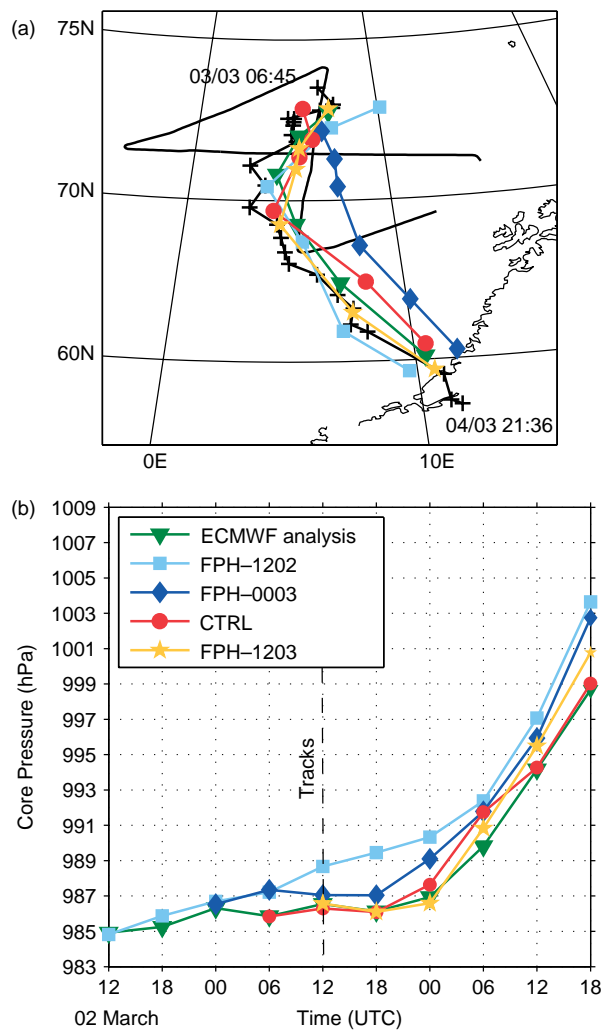 (a)
75N
03/03 06:45
70N
60N
04/03 21:36
0E
10E
(b)
1009
1007
1005
1003
1001
999
997
995
993
991
989
987
985
983
Core Pressure (hPa)
ECMWF analysis
FPH–1202
FPH–0003
CTRL
FPH–1203
Tracks
12 18 00 06 12 18 00 06 12 18
02 March
Time (UTC)